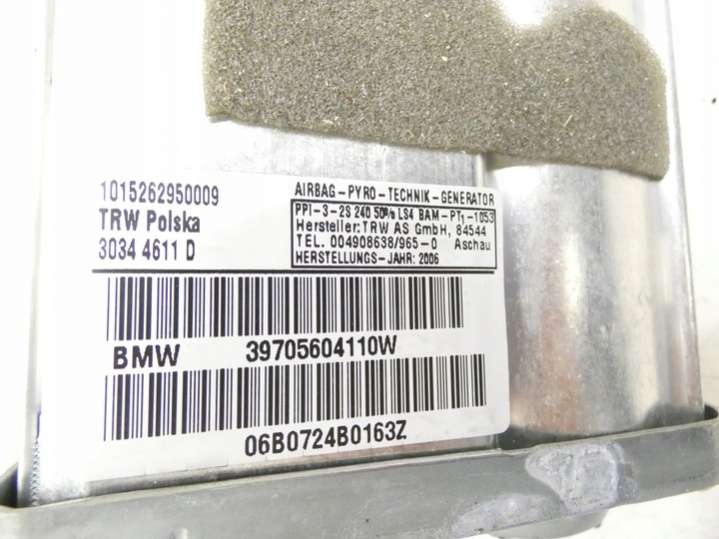 1015262950009
TRW Polska
3034 4611 D
AIRBAG-PYRO-TECHNIK-GENERATOR
PPI-3-2S 240 50º/n LS4 BAM-PT1-1053
Hersteller: TRW AS GmbH, 84544
TEL. 004908638/965-0 Aschau
HERSTELLUNGS-JAHR: 2006
BMW 39705604110W
06B0724B0163Z